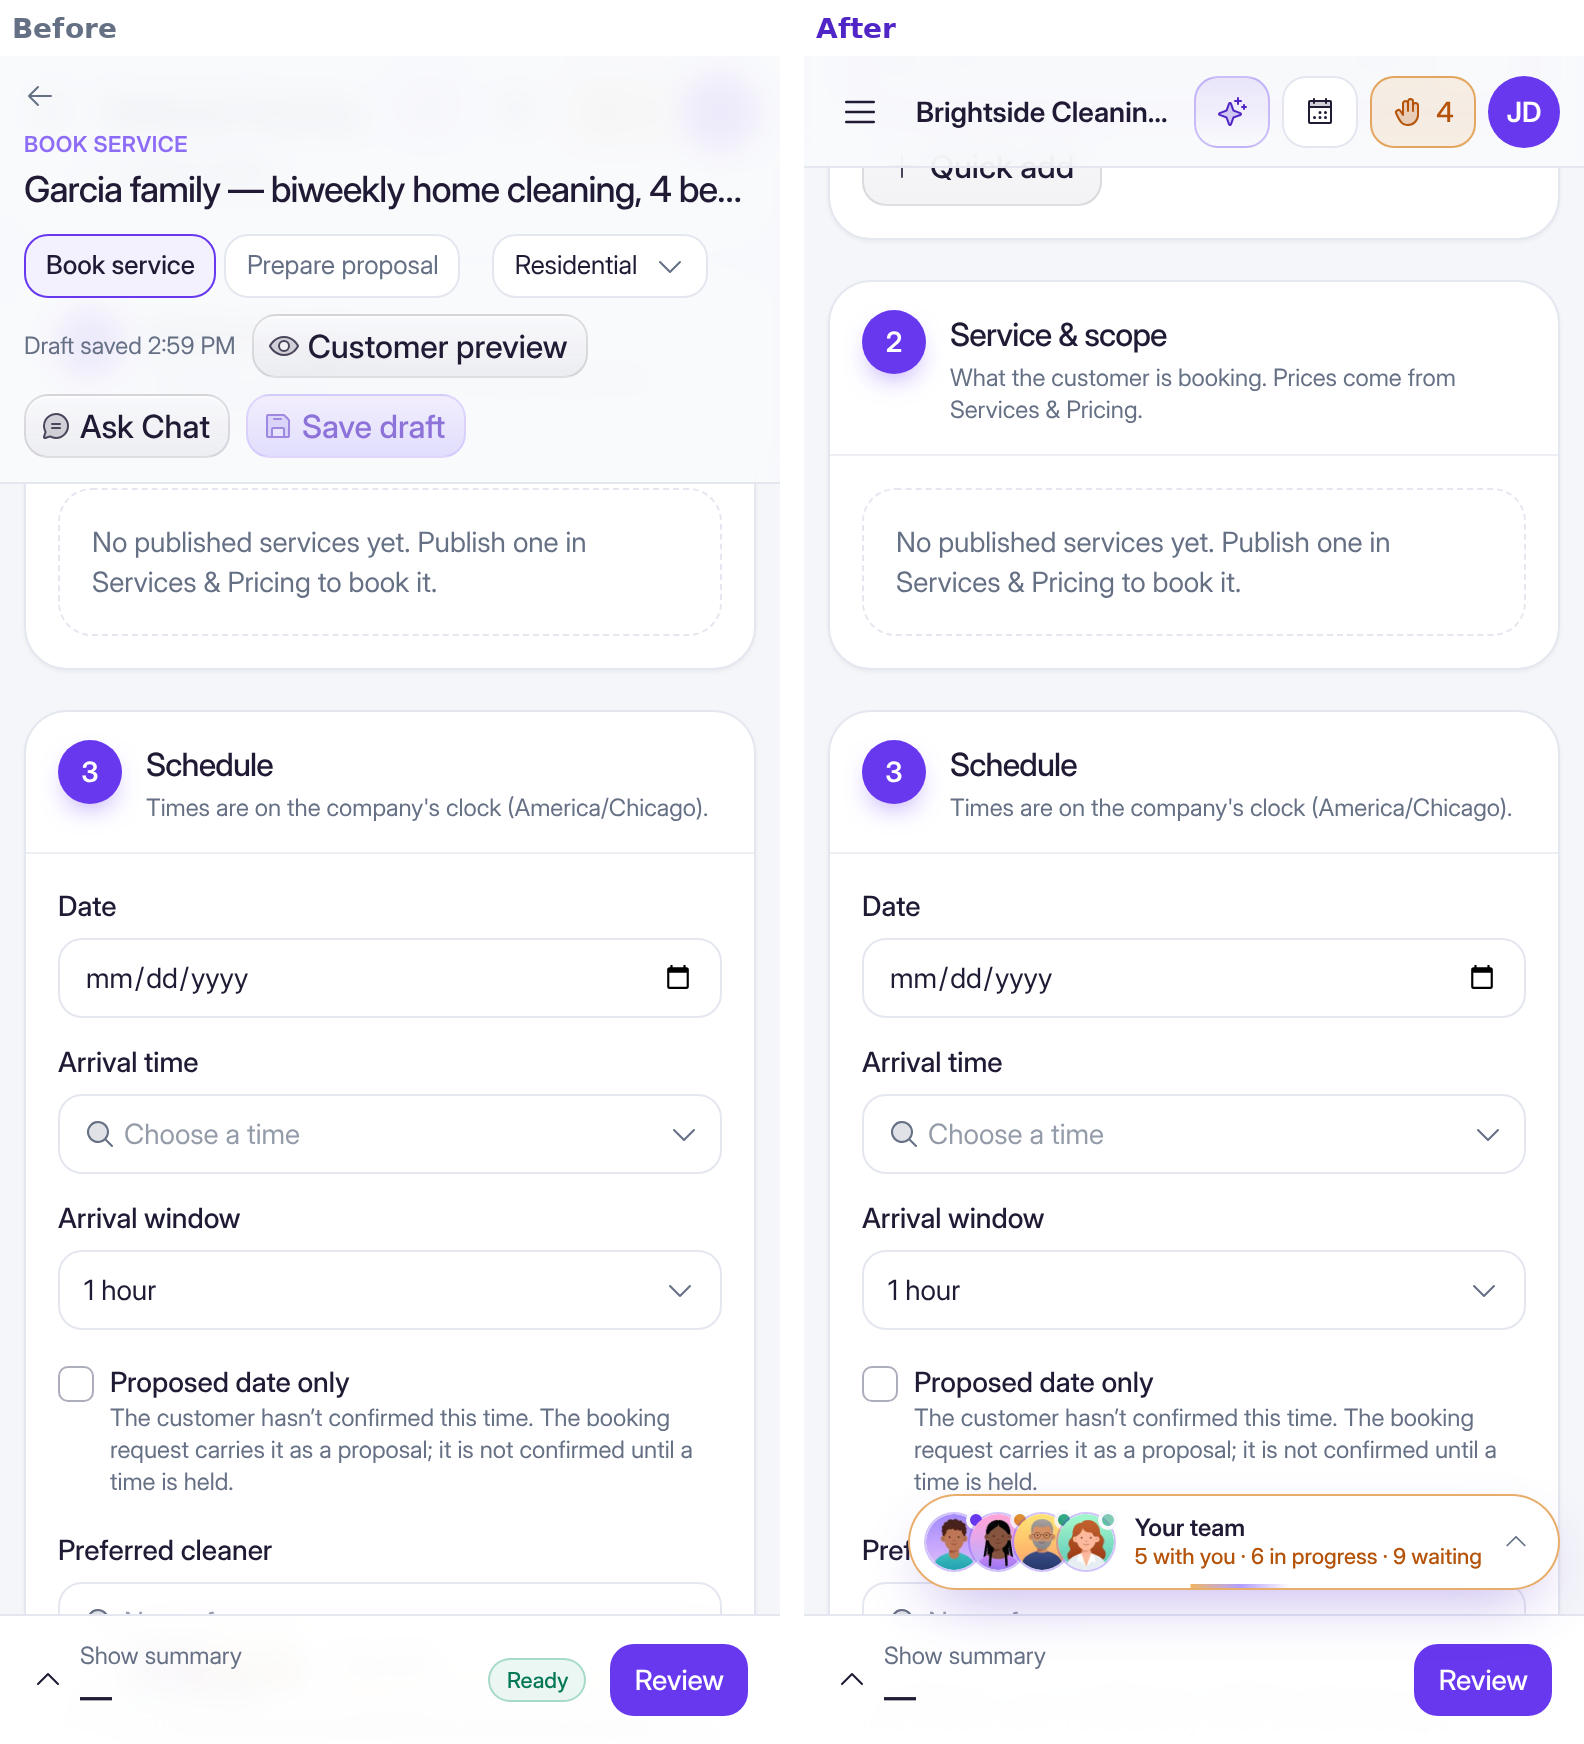 Before
BOOK SERVICE
Garcia family — biweekly home cleaning, 4 be...
Book service
Prepare proposal
Residential
Draft saved 2:59 PM
Customer preview
Ask Chat
Save draft
No published services yet. Publish one in
Services & Pricing to book it.
3
Schedule
Times are on the company's clock (America/Chicago).
Date
mm/dd/yyyy
Arrival time
Choose a time
Arrival window
1 hour
Proposed date only
The customer hasn’t confirmed this time. The booking
request carries it as a proposal; it is not confirmed until a
time is held.
Preferred cleaner
Show summary
—
Ready
Review
After
Brightside Cleanin...
4
JD
Quick add
2
Service & scope
What the customer is booking. Prices come from
Services & Pricing.
No published services yet. Publish one in
Services & Pricing to book it.
3
Schedule
Times are on the company's clock (America/Chicago).
Date
mm/dd/yyyy
Arrival time
Choose a time
Arrival window
1 hour
Proposed date only
The customer hasn’t confirmed this time. The booking
request carries it as a proposal; it is not confirmed until a
time is held.
Pref
Your team
5 with you · 6 in progress · 9 waiting
Show summary
—
Review